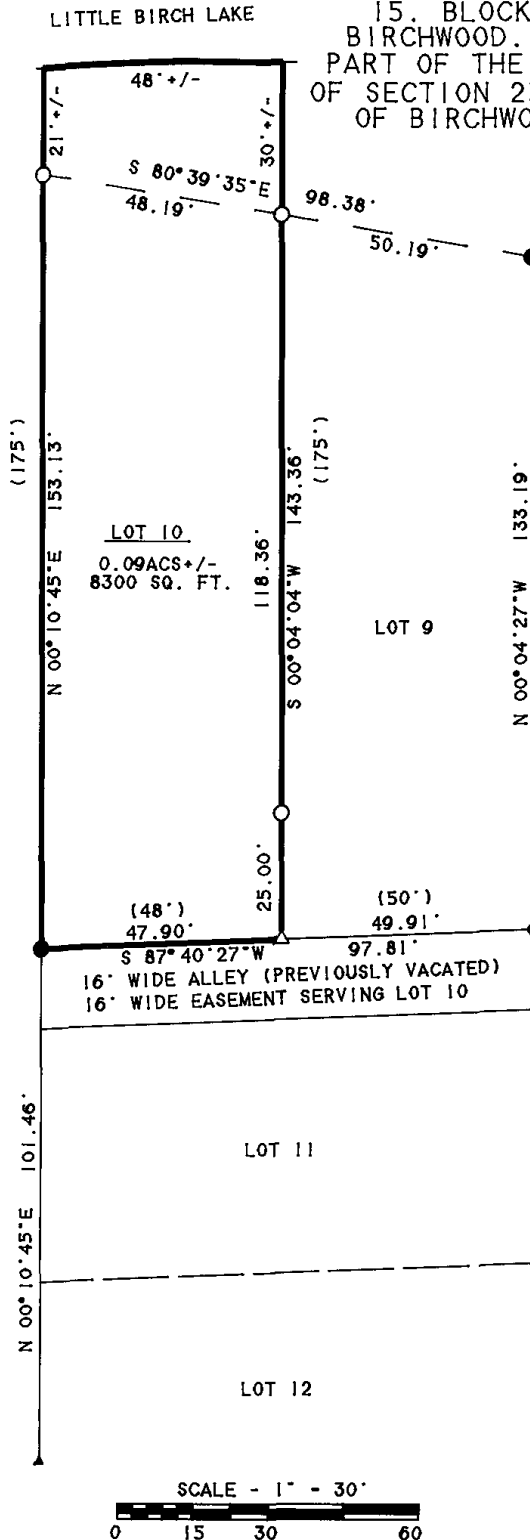 LITTLE BIRCH LAKE
15. BLOCK
BIRCHWOOD.
PART OF THE
OF SECTION 2
OF BIRCHWO
48'+/-
21'+/-
30'+/-
S 80°39'35"E
98.38'
48.19'
50.19'
(175')
N 00°10'45"E 153.13'
LOT 10
0.09ACS+/-
8300 SQ. FT.
118.36'
S 00°04'04"W 143.36'
(175')
LOT 9
N 00°04'27"W 133.19'
25.00'
(48')
47.90'
(50')
49.91'
S 87°40'27"W
97.81'
16' WIDE ALLEY (PREVIOUSLY VACATED)
16' WIDE EASEMENT SERVING LOT 10
N 00°10'45"E 101.46'
LOT 11
LOT 12
SCALE - 1" - 30'
0 15 30 60